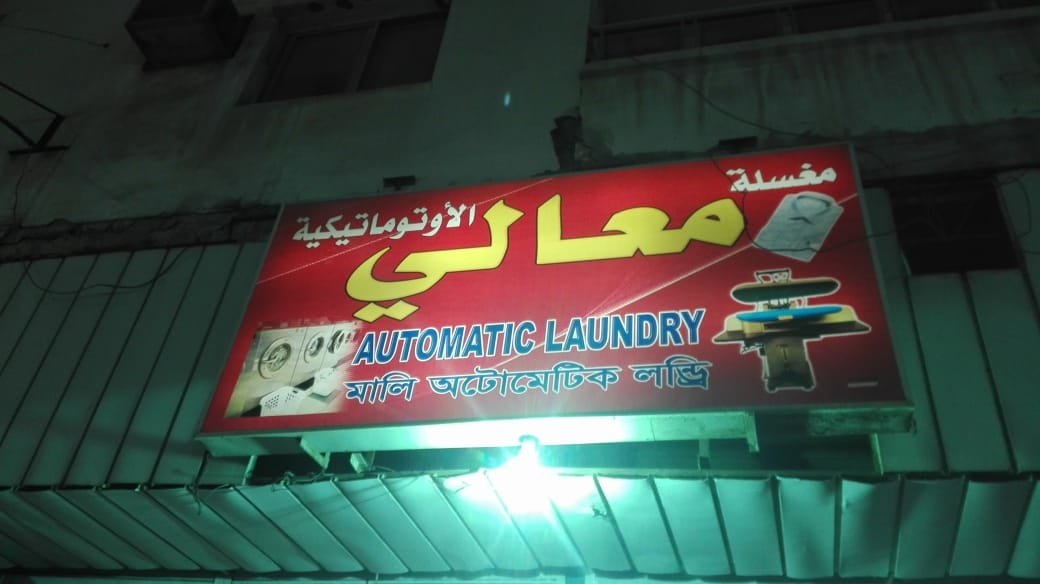 مغسلة
معالي
الأوتوماتيكية
AUTOMATIC LAUNDRY
মালি অটোমেটিক লন্ড্রি